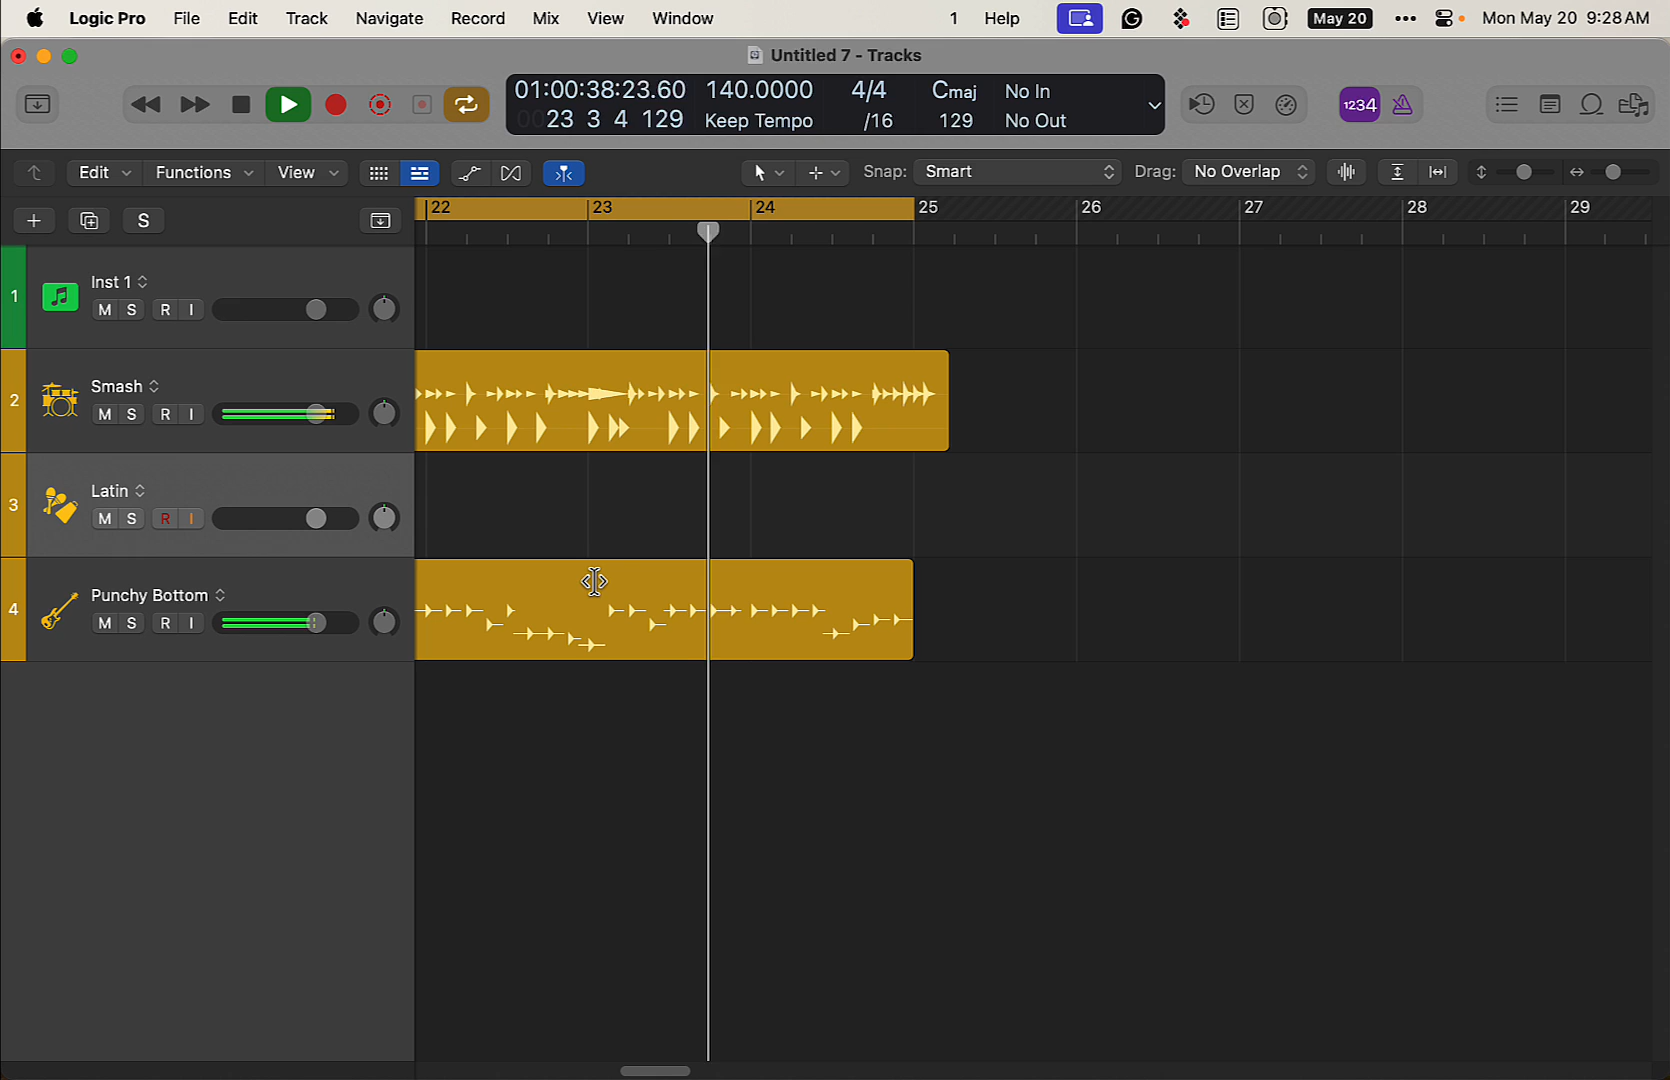 Logic Pro File Edit Track Navigate Record Mix View Window 1 Help May 20 Mon May 20 9:28 AM
Untitled 7 - Tracks
01:00:38:23.60 140.0000 4/4 Cmaj No In
0023 3 4 129 Keep Tempo /16 129 No Out
1234
Edit Functions View Snap: Smart Drag: No Overlap
S
22 23 24 25 26 27 28 29
1 Inst 1
M S R I
2 Smash
M S R I
3 Latin
M S R I
4 Punchy Bottom
M S R I